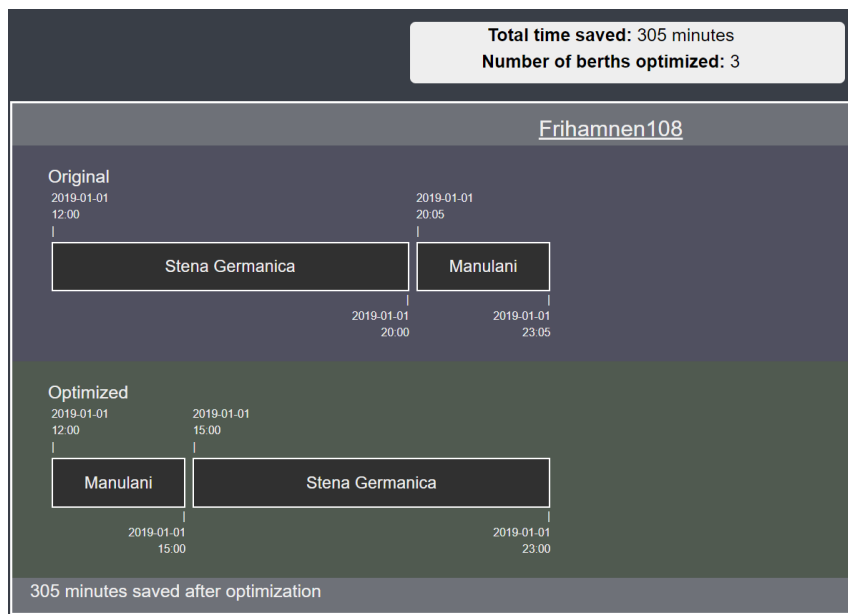 Total time saved: 305 minutes
Number of berths optimized: 3
Frihamnen108
Original
2019-01-01
12:00
2019-01-01
20:05
Stena Germanica
Manulani
2019-01-01
20:00
2019-01-01
23:05
Optimized
2019-01-01
12:00
2019-01-01
15:00
Manulani
Stena Germanica
2019-01-01
15:00
2019-01-01
23:00
305 minutes saved after optimization